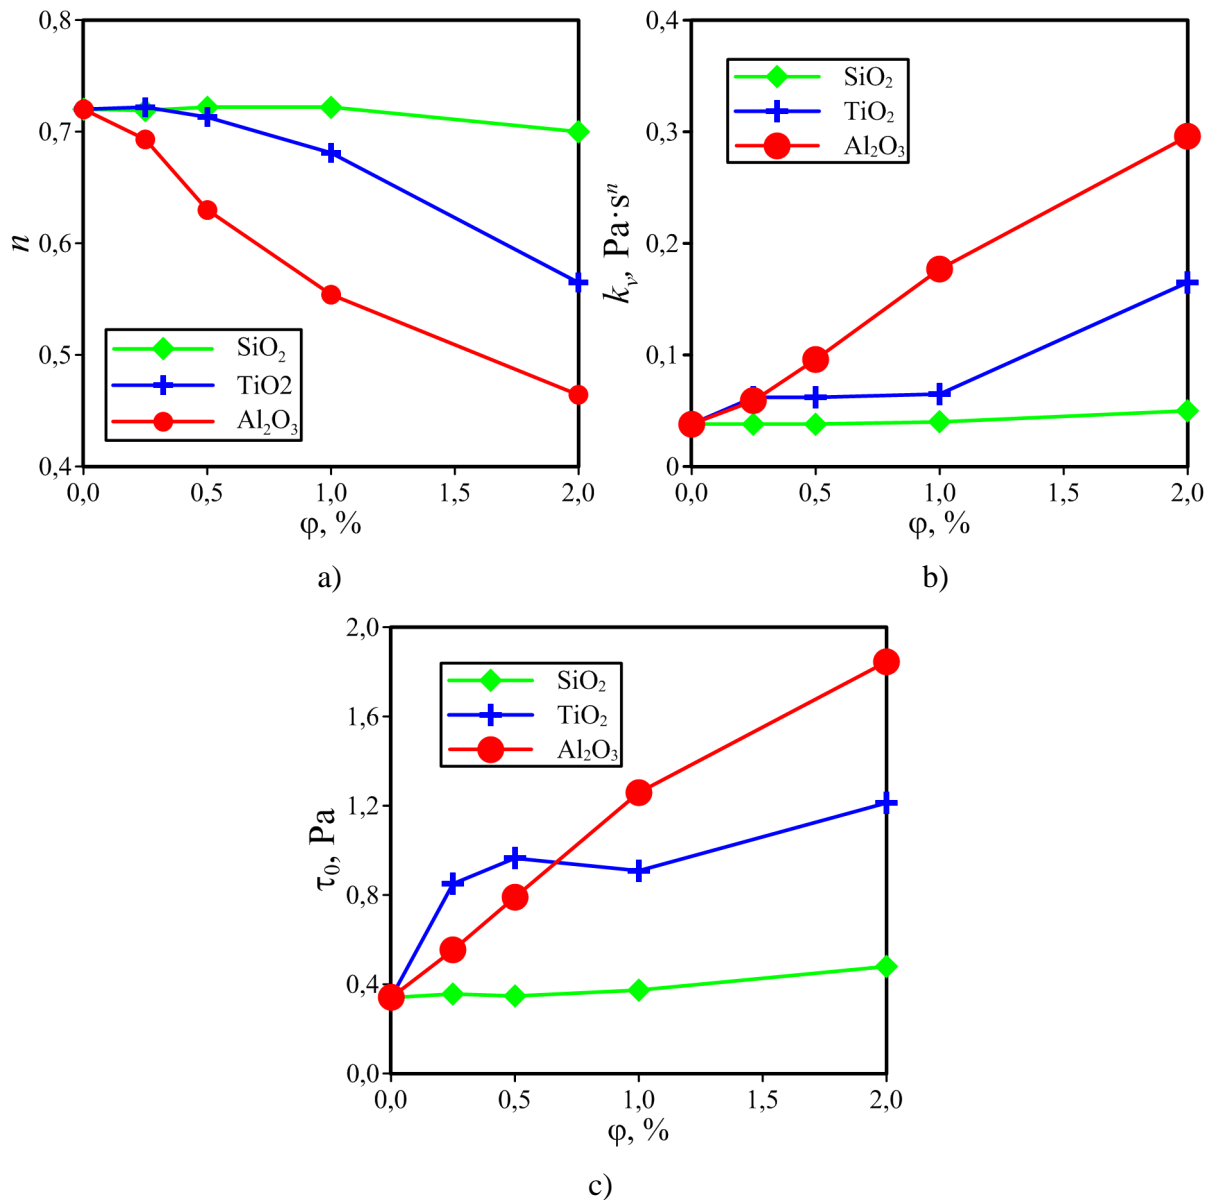 0,8
0,7
0,6
0,5
0,4
n
0,0 0,5 1,0 1,5 2,0
φ, %
SiO₂
TiO2
Al₂O₃
a)
0,4
0,3
0,2
0,1
0
kᵥ, Pa·sⁿ
0,0 0,5 1,0 1,5 2,0
φ, %
SiO₂
TiO₂
Al₂O₃
b)
2,0
1,6
1,2
0,8
0,4
0,0
τ₀, Pa
0,0 0,5 1,0 1,5 2,0
φ, %
SiO₂
TiO₂
Al₂O₃
c)